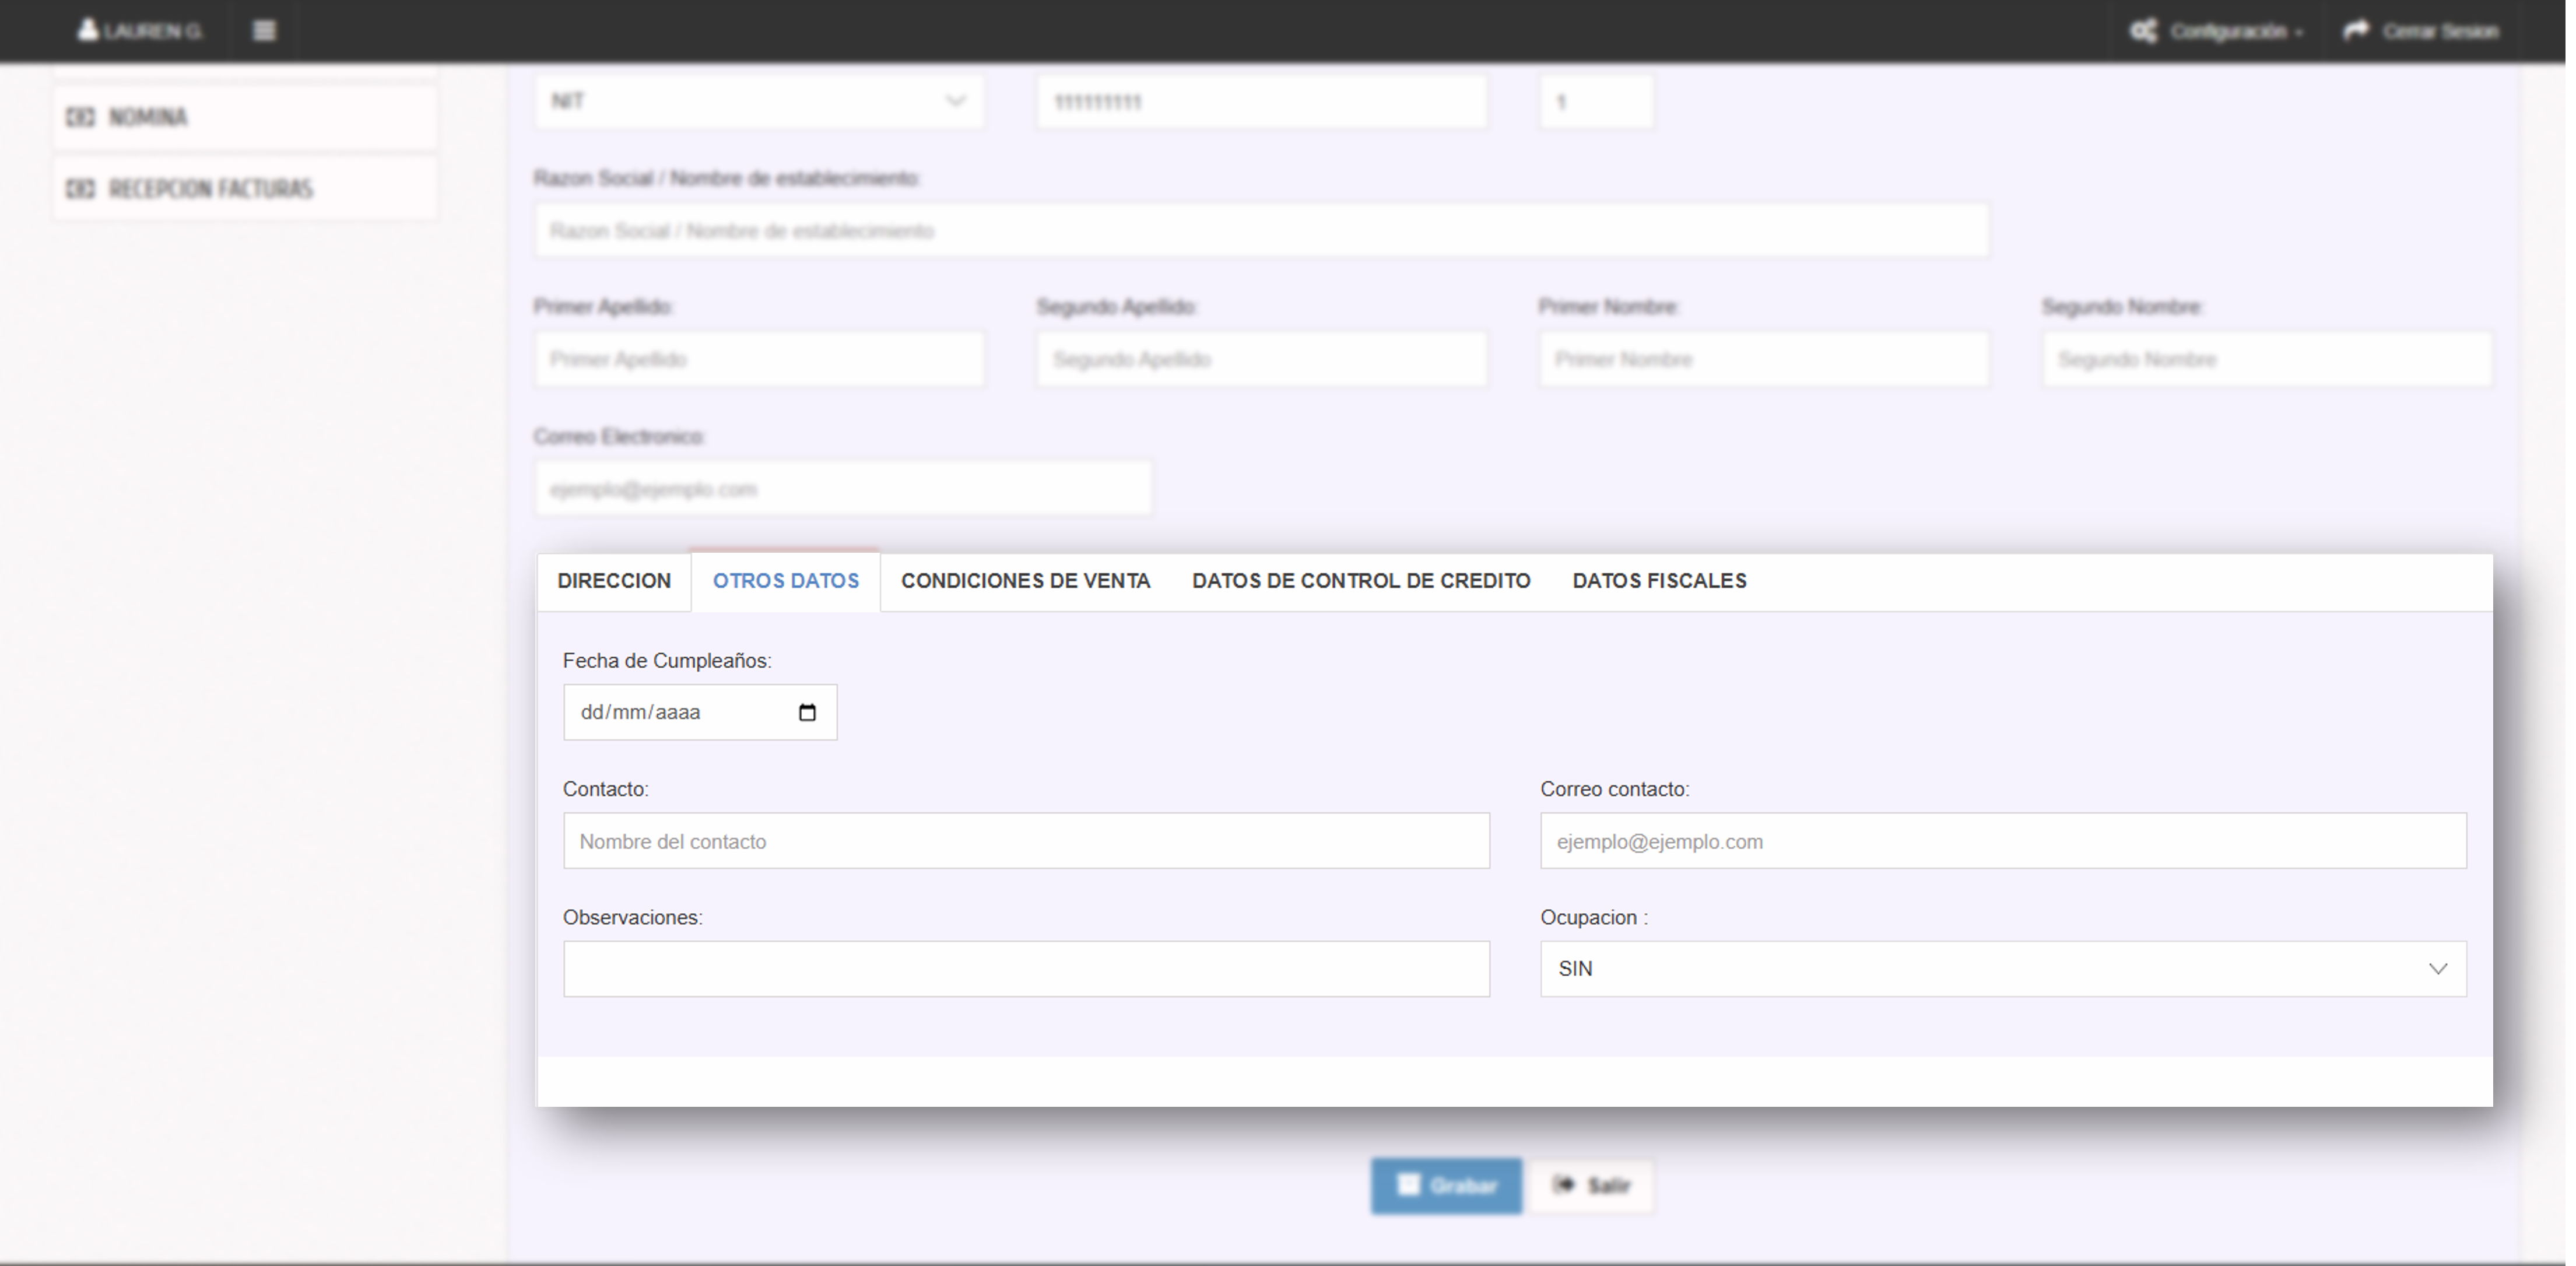 LAUREN G.
Configuración
Cerrar Sesion
NOMINA
RECEPCION FACTURAS
NIT
111111111
1
Razon Social / Nombre de establecimiento:
Razon Social / Nombre de establecimiento
Primer Apellido: Segundo Apellido: Primer Nombre: Segundo Nombre:
Primer Apellido Segundo Apellido Primer Nombre Segundo Nombre
Correo Electronico:
ejemplo@ejemplo.com
DIRECCION OTROS DATOS CONDICIONES DE VENTA DATOS DE CONTROL DE CREDITO DATOS FISCALES
Fecha de Cumpleaños:
dd/mm/aaaa
Contacto: Correo contacto:
Nombre del contacto ejemplo@ejemplo.com
Observaciones: Ocupacion :
SIN
Grabar Salir